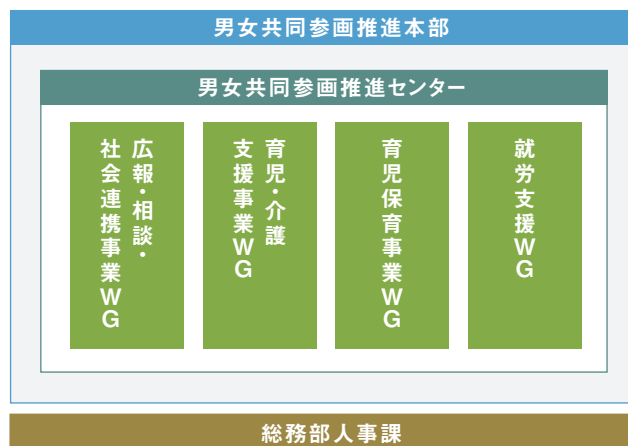 男女共同参画推進本部
男女共同参画推進センター
広報・相談・
社会連携事業WG
育児・介護
支援事業WG
育児保育事業WG
就労支援WG
総務部人事課